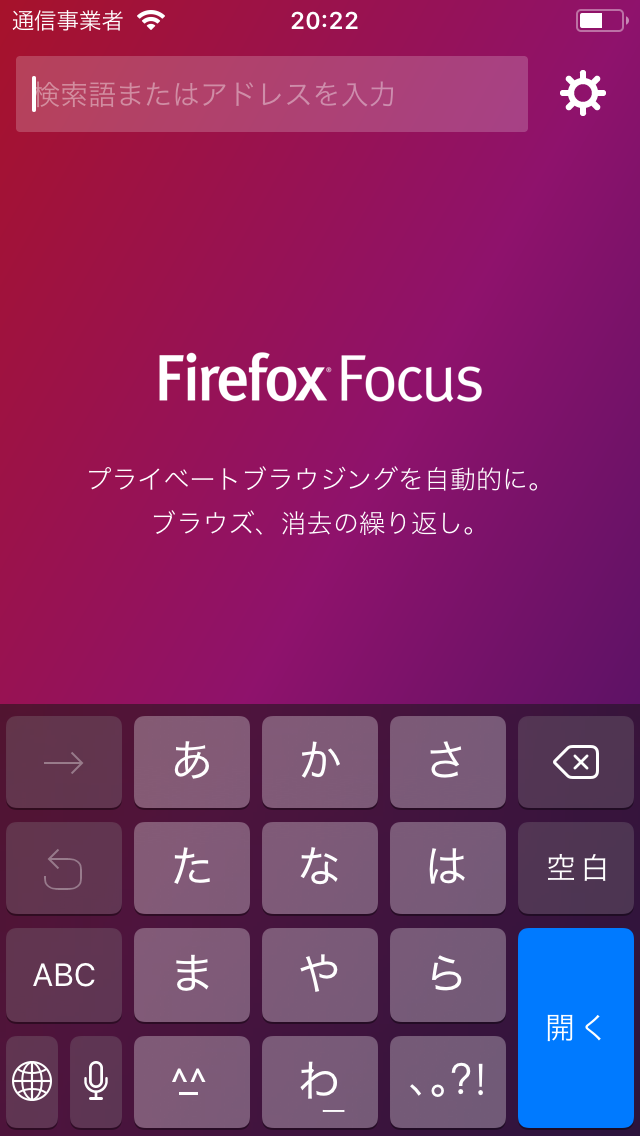 通信事業者 20:22
検索語またはアドレスを入力
Firefox® Focus
プライベートブラウジングを自動的に。
ブラウズ、消去の繰り返し。
→ あ か さ
た な は 空白
ABC ま や ら 開く
^_^ わ_ 、。?!